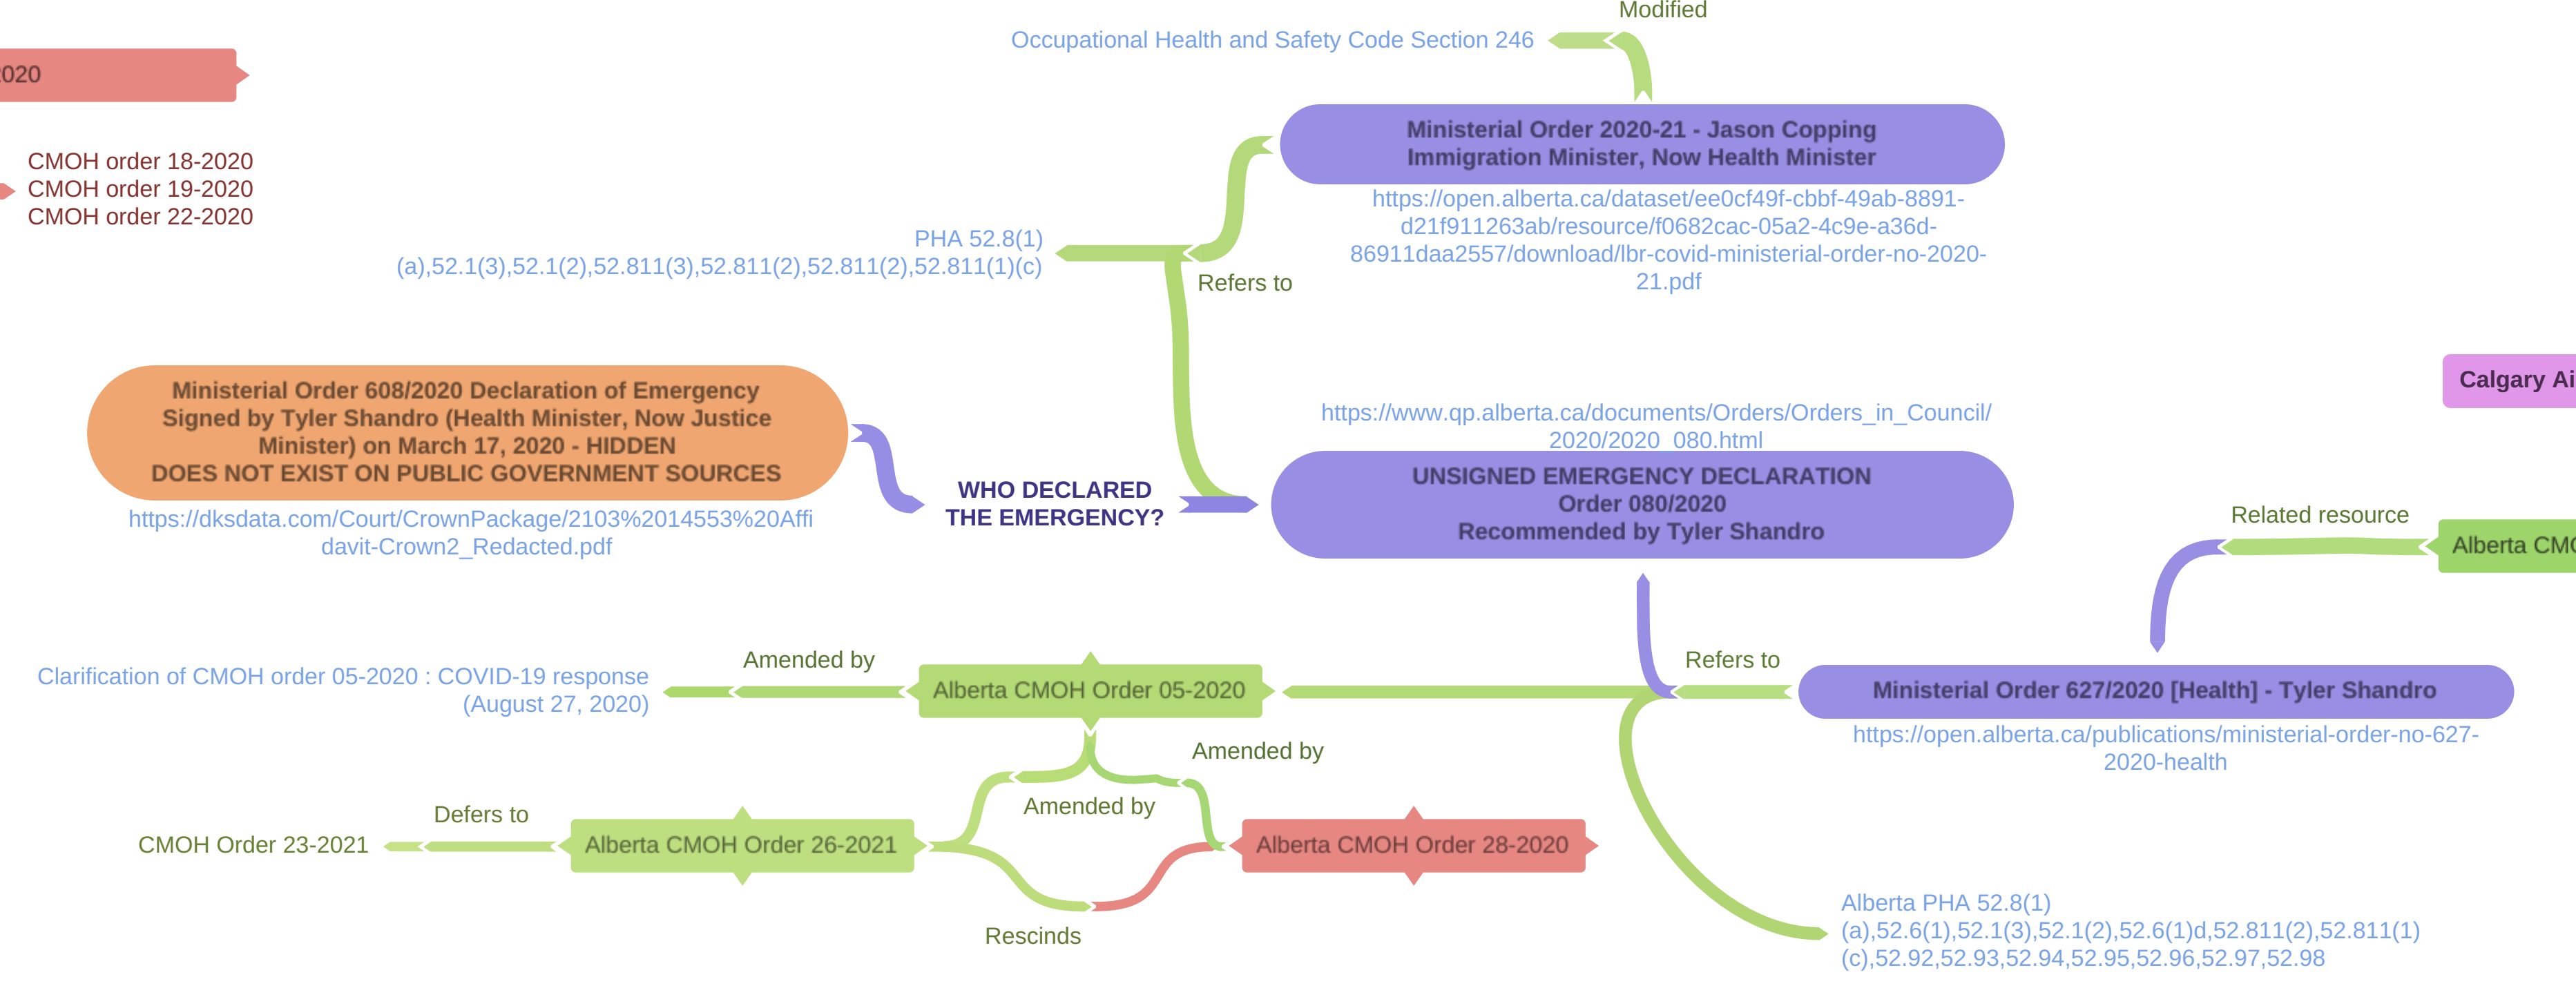 Modified
Occupational Health and Safety Code Section 246
2020
CMOH order 18-2020
CMOH order 19-2020
CMOH order 22-2020
Ministerial Order 2020-21 - Jason Copping
Immigration Minister, Now Health Minister
https://open.alberta.ca/dataset/ee0cf49f-cbbf-49ab-8891-
d21f911263ab/resource/f0682cac-05a2-4c9e-a36d-
86911daa2557/download/lbr-covid-ministerial-order-no-2020-
21.pdf
PHA 52.8(1)
(a),52.1(3),52.1(2),52.811(3),52.811(2),52.811(2),52.811(1)(c)
Refers to
Ministerial Order 608/2020 Declaration of Emergency
Signed by Tyler Shandro (Health Minister, Now Justice
Minister) on March 17, 2020 - HIDDEN
DOES NOT EXIST ON PUBLIC GOVERNMENT SOURCES
https://dksdata.com/Court/CrownPackage/2103%2014553%20Affi
davit-Crown2_Redacted.pdf
WHO DECLARED
THE EMERGENCY?
https://www.qp.alberta.ca/documents/Orders/Orders_in_Council/
2020/2020_080.html
UNSIGNED EMERGENCY DECLARATION
Order 080/2020
Recommended by Tyler Shandro
Calgary Ai
Related resource
Alberta CMO
Clarification of CMOH order 05-2020 : COVID-19 response
(August 27, 2020)
Amended by
Alberta CMOH Order 05-2020
Refers to
Ministerial Order 627/2020 [Health] - Tyler Shandro
https://open.alberta.ca/publications/ministerial-order-no-627-
2020-health
Amended by
Amended by
Defers to
CMOH Order 23-2021
Alberta CMOH Order 26-2021
Alberta CMOH Order 28-2020
Rescinds
Alberta PHA 52.8(1)
(a),52.6(1),52.1(3),52.1(2),52.6(1)d,52.811(2),52.811(1)
(c),52.92,52.93,52.94,52.95,52.96,52.97,52.98